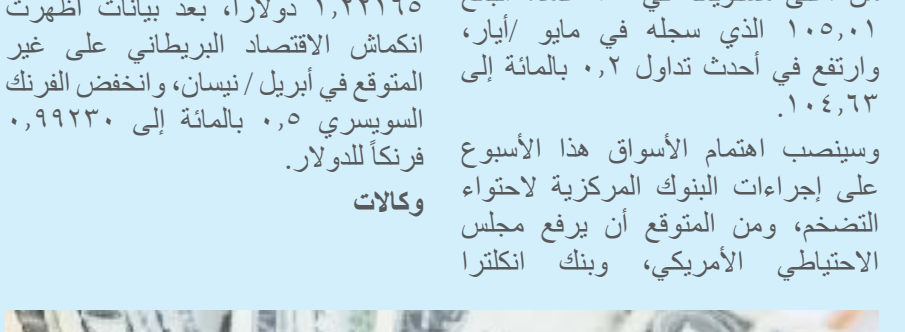 ١٠٥,٠١ الذي سجله في مايو /أيار،
وارتفع في أحدث تداول ٠,٢ بالمائة إلى
١٠٤,٦٣.
وسينصب اهتمام الأسواق هذا الأسبوع
على إجراءات البنوك المركزية لاحتواء
التضخم، ومن المتوقع أن يرفع مجلس
الاحتياطي الأمريكي، وبنك انكلترا
١,٢٢١٦٥ دولاراً، بعد بيانات أظهرت
انكماش الاقتصاد البريطاني على غير
المتوقع في أبريل / نيسان، وانخفض الفرنك
السويسري ٠,٥ بالمائة إلى ٠,٩٩٢٣٠
فرنكاً للدولار.
وكالات